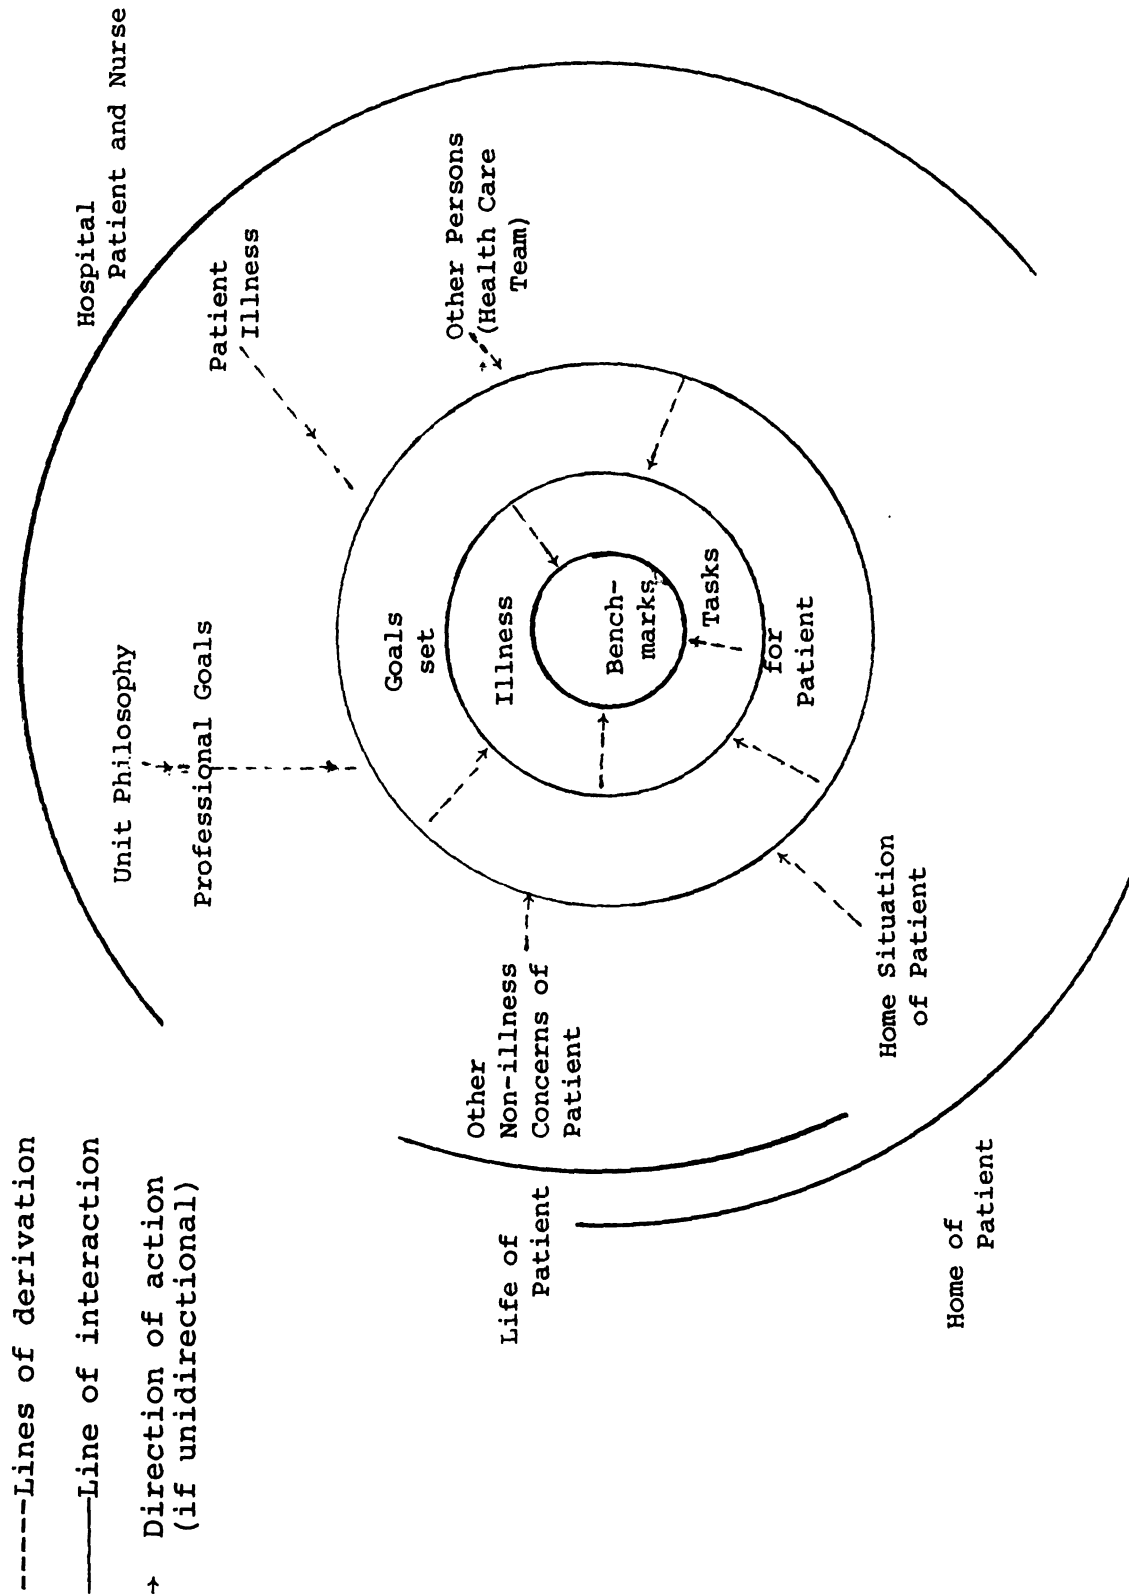 -----Lines of derivation
Line of interaction
→ Direction of action
(if unidirectional)
Hospital
Patient and Nurse
Unit Philosophy
Professional Goals
Patient
Illness
Other Persons
(Health Care
Team)
Goals
set
Illness
Bench-
marks
Tasks
for
Patient
Other
Non-illness
Concerns of
Patient
Life of
Patient
Home Situation
of Patient
Home of
Patient